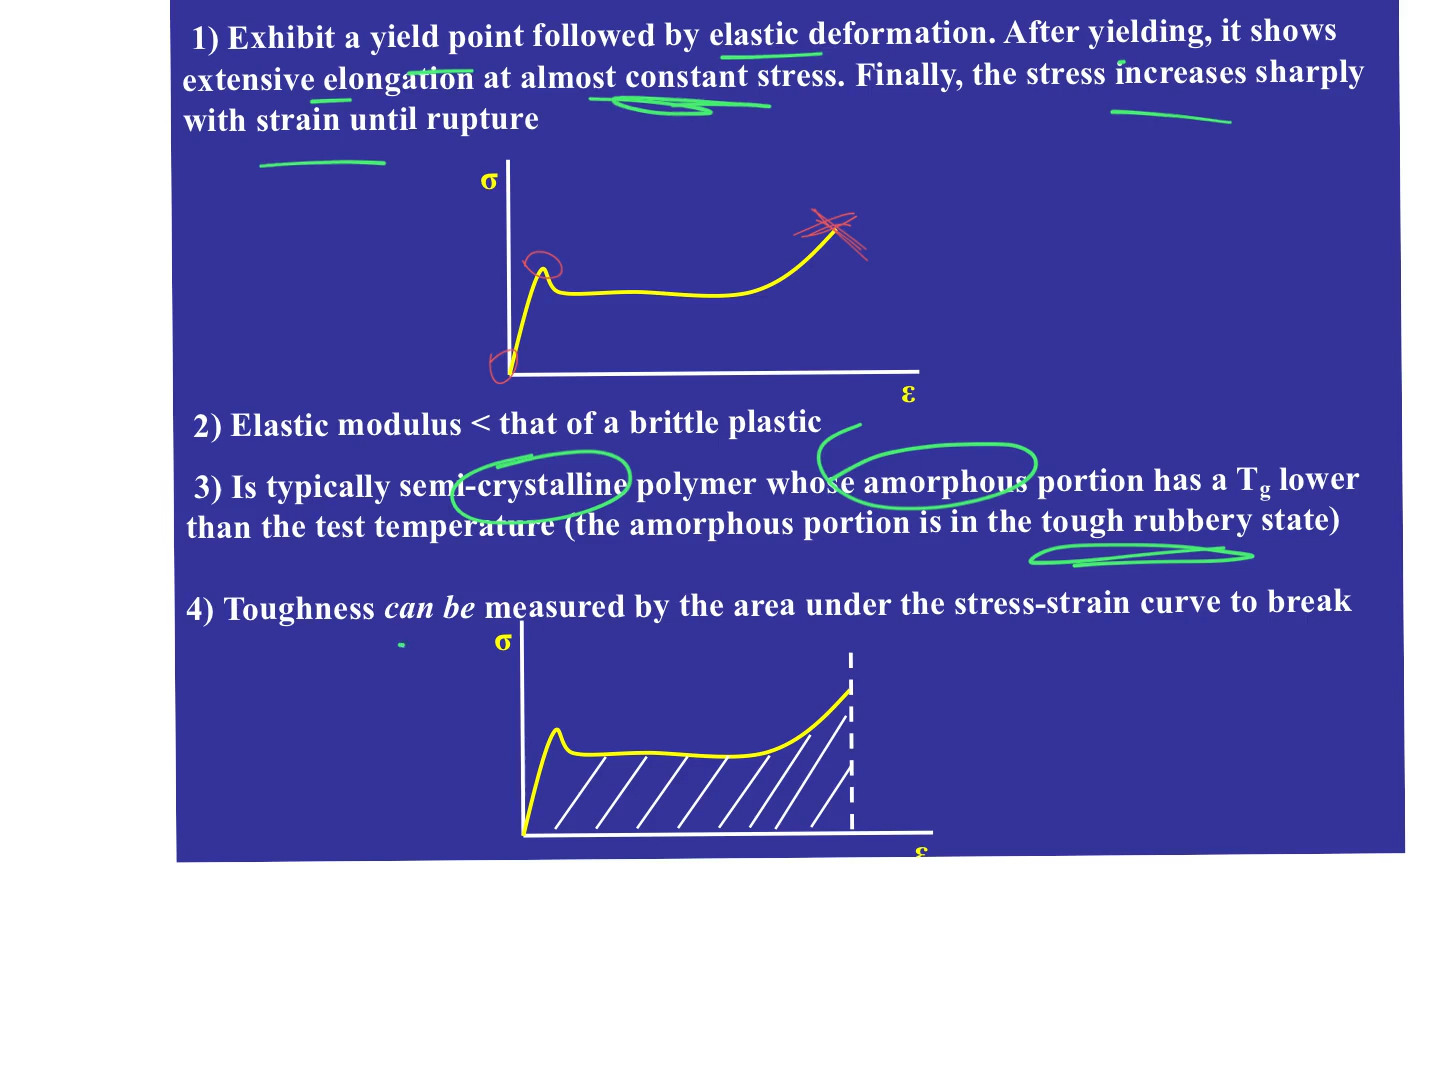 1) Exhibit a yield point followed by elastic deformation. After yielding, it shows
extensive elongation at almost constant stress. Finally, the stress increases sharply
with strain until rupture
σ
ε
2) Elastic modulus < that of a brittle plastic
3) Is typically semi-crystalline polymer whose amorphous portion has a Tg lower
than the test temperature (the amorphous portion is in the tough rubbery state)
4) Toughness can be measured by the area under the stress-strain curve to break
σ
ε